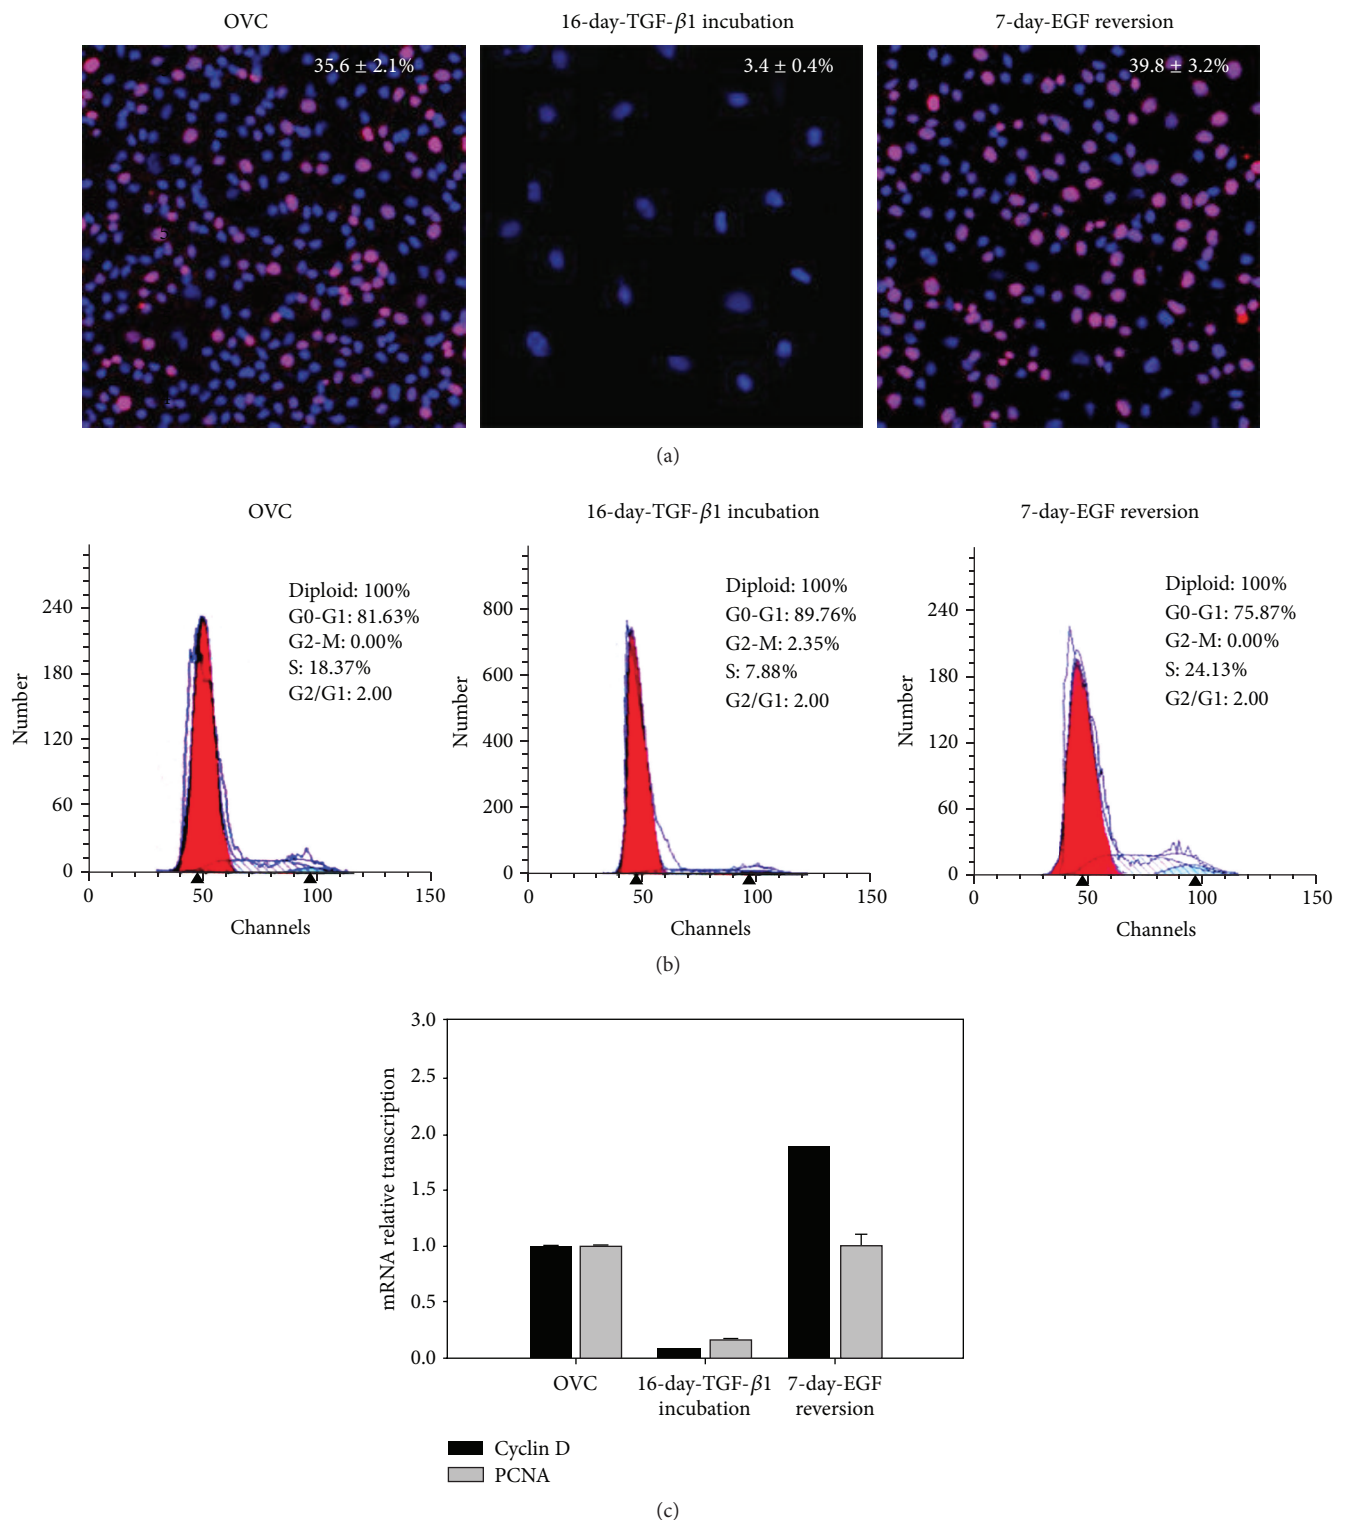 OVC 16-day-TGF-β1 incubation 7-day-EGF reversion
35.6 ± 2.1% 3.4 ± 0.4% 39.8 ± 3.2%
(a)
OVC 16-day-TGF-β1 incubation 7-day-EGF reversion
Number
240
180
120
60
0
0 50 100 150
Channels
Diploid: 100%
G0-G1: 81.63%
G2-M: 0.00%
S: 18.37%
G2/G1: 2.00
Number
800
600
400
200
0
0 50 100 150
Channels
Diploid: 100%
G0-G1: 89.76%
G2-M: 2.35%
S: 7.88%
G2/G1: 2.00
Number
240
180
120
60
0
0 50 100 150
Channels
Diploid: 100%
G0-G1: 75.87%
G2-M: 0.00%
S: 24.13%
G2/G1: 2.00
(b)
mRNA relative transcription
3.0
2.5
2.0
1.5
1.0
0.5
0.0
OVC 16-day-TGF-β1 7-day-EGF
incubation reversion
Cyclin D
PCNA
(c)